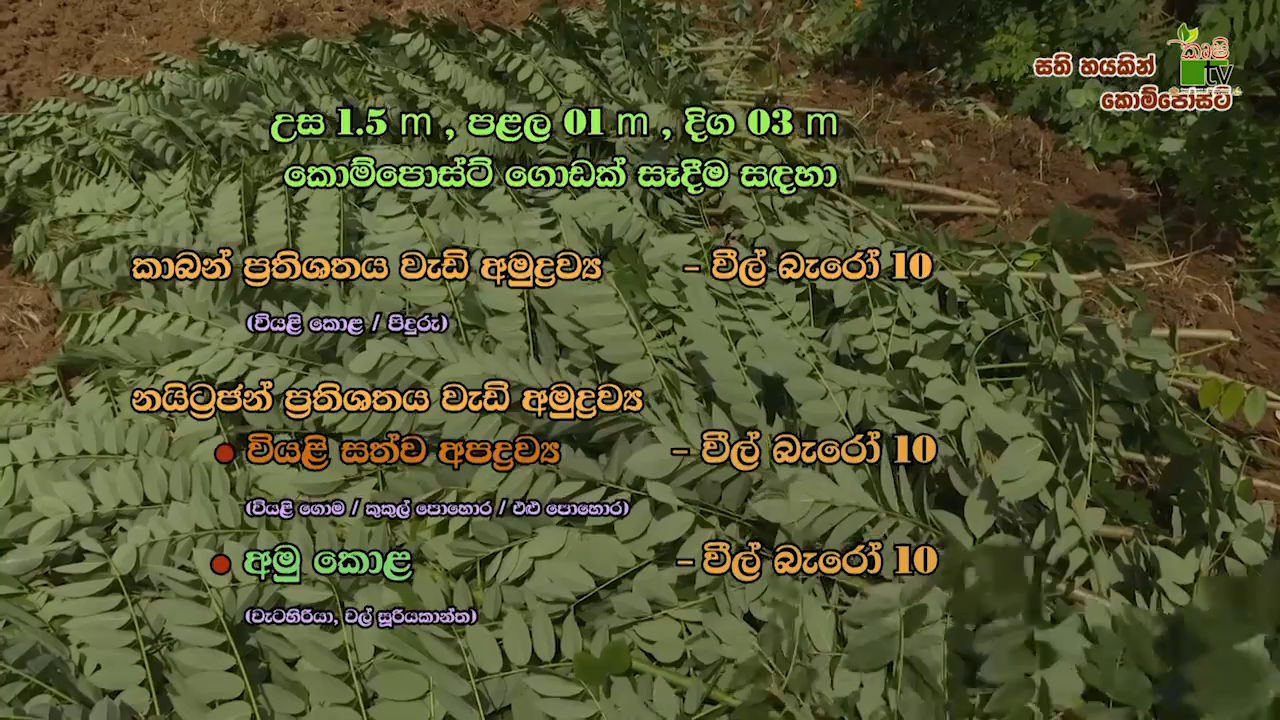 සති හයකින්
කොම්පෝස්ට්
කෘෂි
tv
උස 1.5 m , පළල 01 m , දිග 03 m
කොම්පොස්ට් ගොඩක් සෑදීම සඳහා
කාබන් ප්‍රතිශතය වැඩි අමුද්‍රව්‍ය – වීල් බැරෝ 10
(වියළි කොළ / පිදුරු)
නයිට්‍රජන් ප්‍රතිශතය වැඩි අමුද්‍රව්‍ය
• වියළි සත්ව අපද්‍රව්‍ය – වීල් බැරෝ 10
(වියළි ගොම / කුකුල් පොහොර / එළු පොහොර)
• අමු කොළ – වීල් බැරෝ 10
(වැටහිරියා, වල් සූරියකාන්ත)